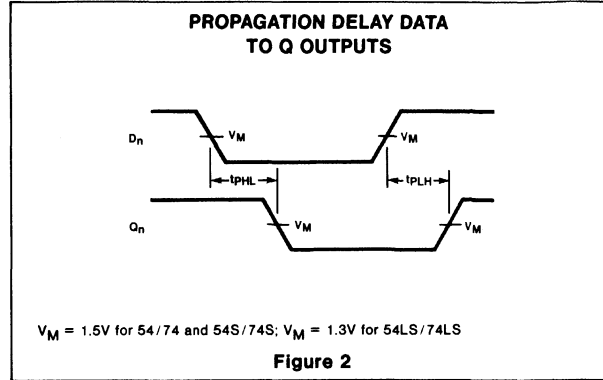 PROPAGATION DELAY DATA
TO Q OUTPUTS
Dn
VM
VM
tPHL
tPLH
Qn
VM
VM
VM = 1.5V for 54/74 and 54S/74S; VM = 1.3V for 54LS/74LS
Figure 2